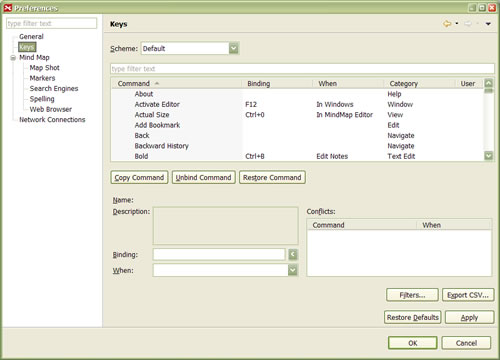 Preferences
type filter text
General
Keys
Mind Map
Map Shot
Markers
Search Engines
Spelling
Web Browser
Network Connections
Keys
Scheme: Default
type filter text
Command Binding When Category User
About Help
Activate Editor F12 In Windows Window
Actual Size Ctrl+0 In MindMap Editor View
Add Bookmark Edit
Back Navigate
Backward History Navigate
Bold Ctrl+B Edit Notes Text Edit
Copy Command Unbind Command Restore Command
Name:
Description:
Conflicts:
Command When
Binding:
When:
Filters... Export CSV...
Restore Defaults Apply
OK Cancel